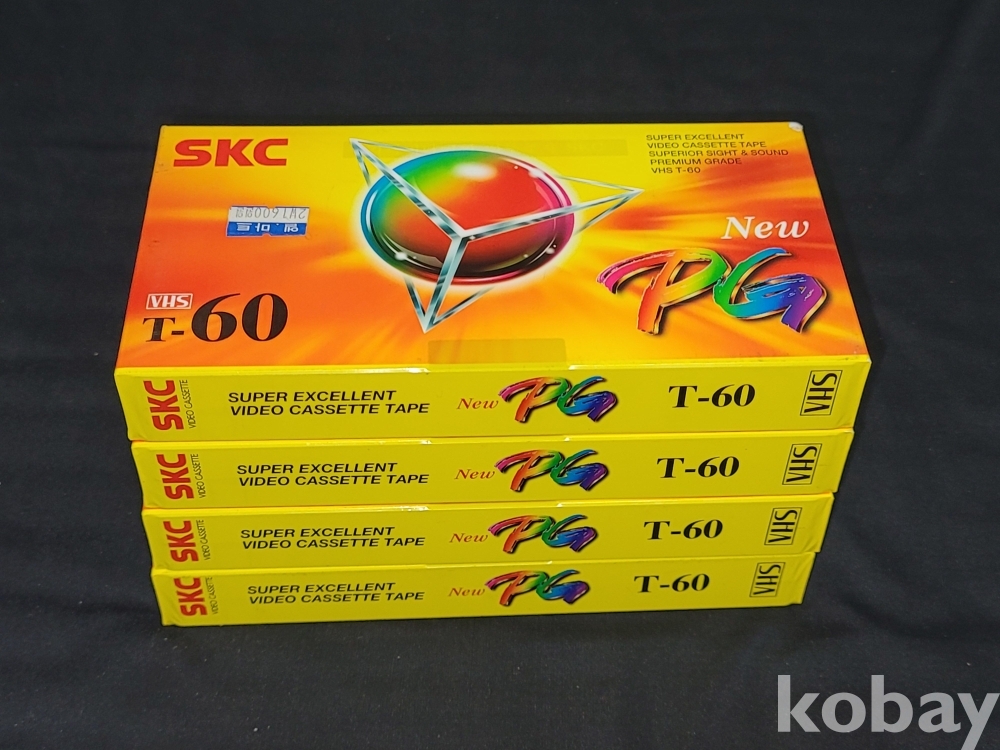 SKC
SUPER EXCELLENT
VIDEO CASSETTE TAPE
SUPERIOR SIGHT & SOUND
PREMIUM GRADE
VHS T-60
New
PG
VHS
T-60
SKC
VIDEO CASSETTE
SUPER EXCELLENT
VIDEO CASSETTE TAPE
New PG
T-60
VHS
SKC
VIDEO CASSETTE
SUPER EXCELLENT
VIDEO CASSETTE TAPE
New PG
T-60
VHS
SKC
VIDEO CASSETTE
SUPER EXCELLENT
VIDEO CASSETTE TAPE
New PG
T-60
VHS
SKC
VIDEO CASSETTE
SUPER EXCELLENT
VIDEO CASSETTE TAPE
New PG
T-60
VHS
kobay